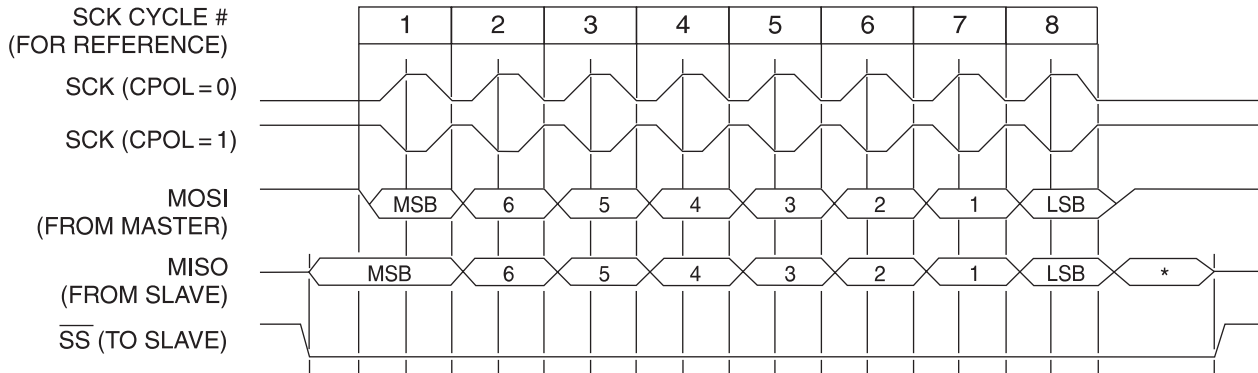 SCK CYCLE #
(FOR REFERENCE)
1 2 3 4 5 6 7 8
SCK (CPOL = 0)
SCK (CPOL = 1)
MOSI
(FROM MASTER)
MSB 6 5 4 3 2 1 LSB
MISO
(FROM SLAVE)
MSB 6 5 4 3 2 1 LSB *
SS (TO SLAVE)